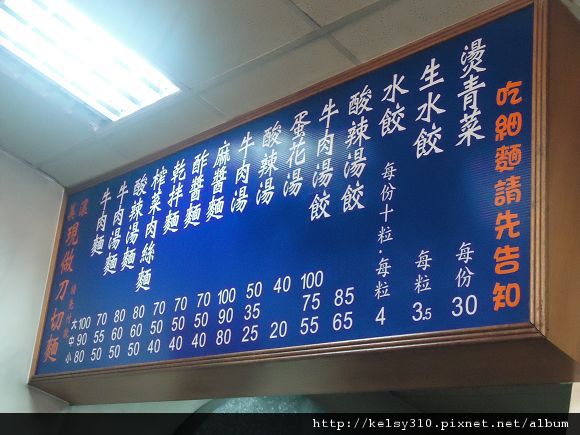 現做刀切麵
大 中 小
牛肉麵 100 90 80
牛肉湯麵 70 55 50
酸辣湯麵 80 60 50
榨菜肉絲麵 80 60 50
乾拌麵 70 50 40
酢醬麵 70 50 40
麻醬麵 70 50 40
牛肉湯 100 90 80
酸辣湯 50 35 25
蛋花湯 40 20
牛肉湯餃 100 75 55
酸辣湯餃 85 65
水餃 每份十粒·每粒 4
生水餃 每粒 3.5
燙青菜 每份 30
吃細麵請先告知
http://kelsy310.pixnet.net/album